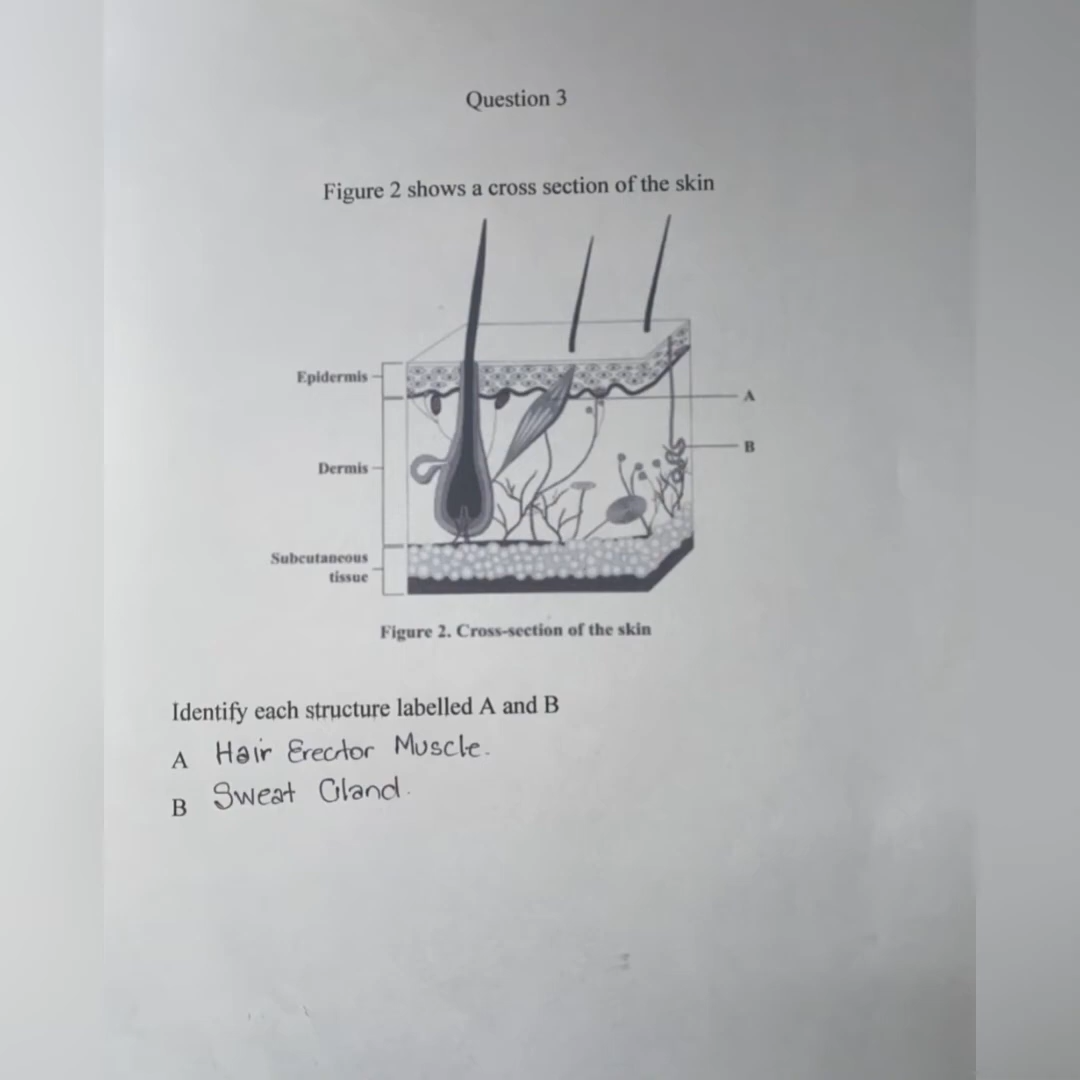 Question 3
Figure 2 shows a cross section of the skin
Epidermis
A
B
Dermis
Subcutaneous
tissue
Figure 2. Cross-section of the skin
Identify each structure labelled A and B
A Hair Erector Muscle.
B Sweat Gland.